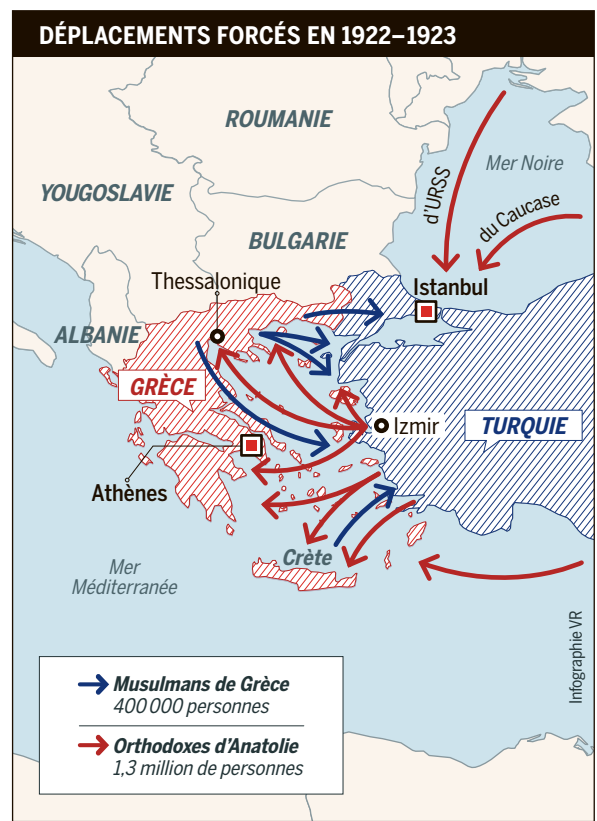 DÉPLACEMENTS FORCÉS EN 1922–1923
ROUMANIE
Mer Noire
d'URSS
YOUGOSLAVIE
du Caucase
BULGARIE
Thessalonique
Istanbul
ALBANIE
GRÈCE
Izmir
TURQUIE
Athènes
Crète
Mer
Méditerranée
Infographie VR
Musulmans de Grèce
400 000 personnes
Orthodoxes d'Anatolie
1,3 million de personnes